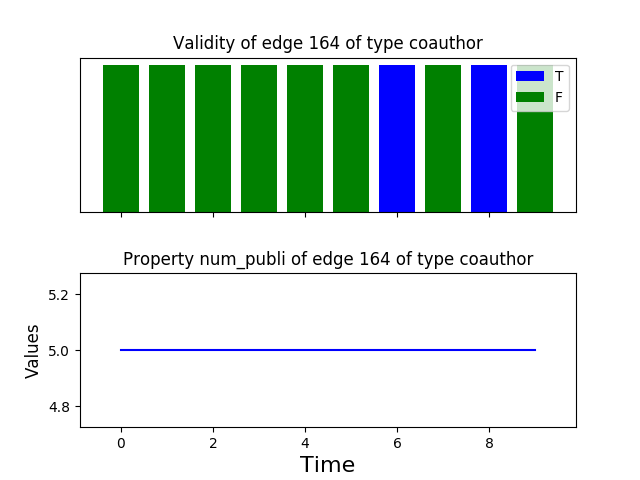 Validity of edge 164 of type coauthor
T
F
Property num_publi of edge 164 of type coauthor
5.2
5.0
4.8
Values
0 2 4 6 8
Time